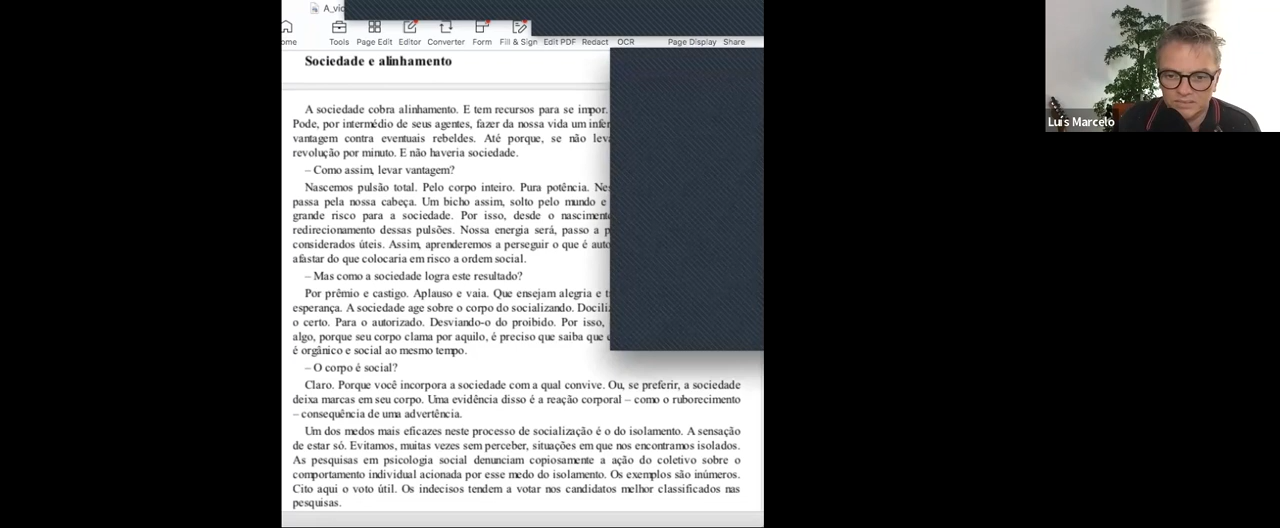 A_vio
ome Tools Page Edit Editor Converter Form Fill & Sign Edit PDF Redact OCR Page Display Share
Sociedade e alinhamento
A sociedade cobra alinhamento. E tem recursos para se impor.
Pode, por intermédio de seus agentes, fazer da nossa vida um infer
vantagem contra eventuais rebeldes. Até porque, se não leva
revolução por minuto. E não haveria sociedade.
– Como assim, levar vantagem?
Nascemos pulsão total. Pelo corpo inteiro. Pura potência. Nes
passa pela nossa cabeça. Um bicho assim, solto pelo mundo e
grande risco para a sociedade. Por isso, desde o nascimento
redirecionamento dessas pulsões. Nossa energia será, passo a p
considerados úteis. Assim, aprenderemos a perseguir o que é auto
afastar do que colocaria em risco a ordem social.
– Mas como a sociedade logra este resultado?
Por prêmio e castigo. Aplauso e vaia. Que ensejam alegria e t
esperança. A sociedade age sobre o corpo do socializando. Dociliz
o certo. Para o autorizado. Desviando-o do proibido. Por isso,
algo, porque seu corpo clama por aquilo, é preciso que saiba que
é orgânico e social ao mesmo tempo.
– O corpo é social?
Claro. Porque você incorpora a sociedade com a qual convive. Ou, se preferir, a sociedade
deixa marcas em seu corpo. Uma evidência disso é a reação corporal – como o ruborecimento
– consequência de uma advertência.
Um dos medos mais eficazes neste processo de socialização é o do isolamento. A sensação
de estar só. Evitamos, muitas vezes sem perceber, situações em que nos encontramos isolados.
As pesquisas em psicologia social denunciam copiosamente a ação do coletivo sobre o
comportamento individual acionada por esse medo do isolamento. Os exemplos são inúmeros.
Cito aqui o voto útil. Os indecisos tendem a votar nos candidatos melhor classificados nas
pesquisas.
Luís Marcelo